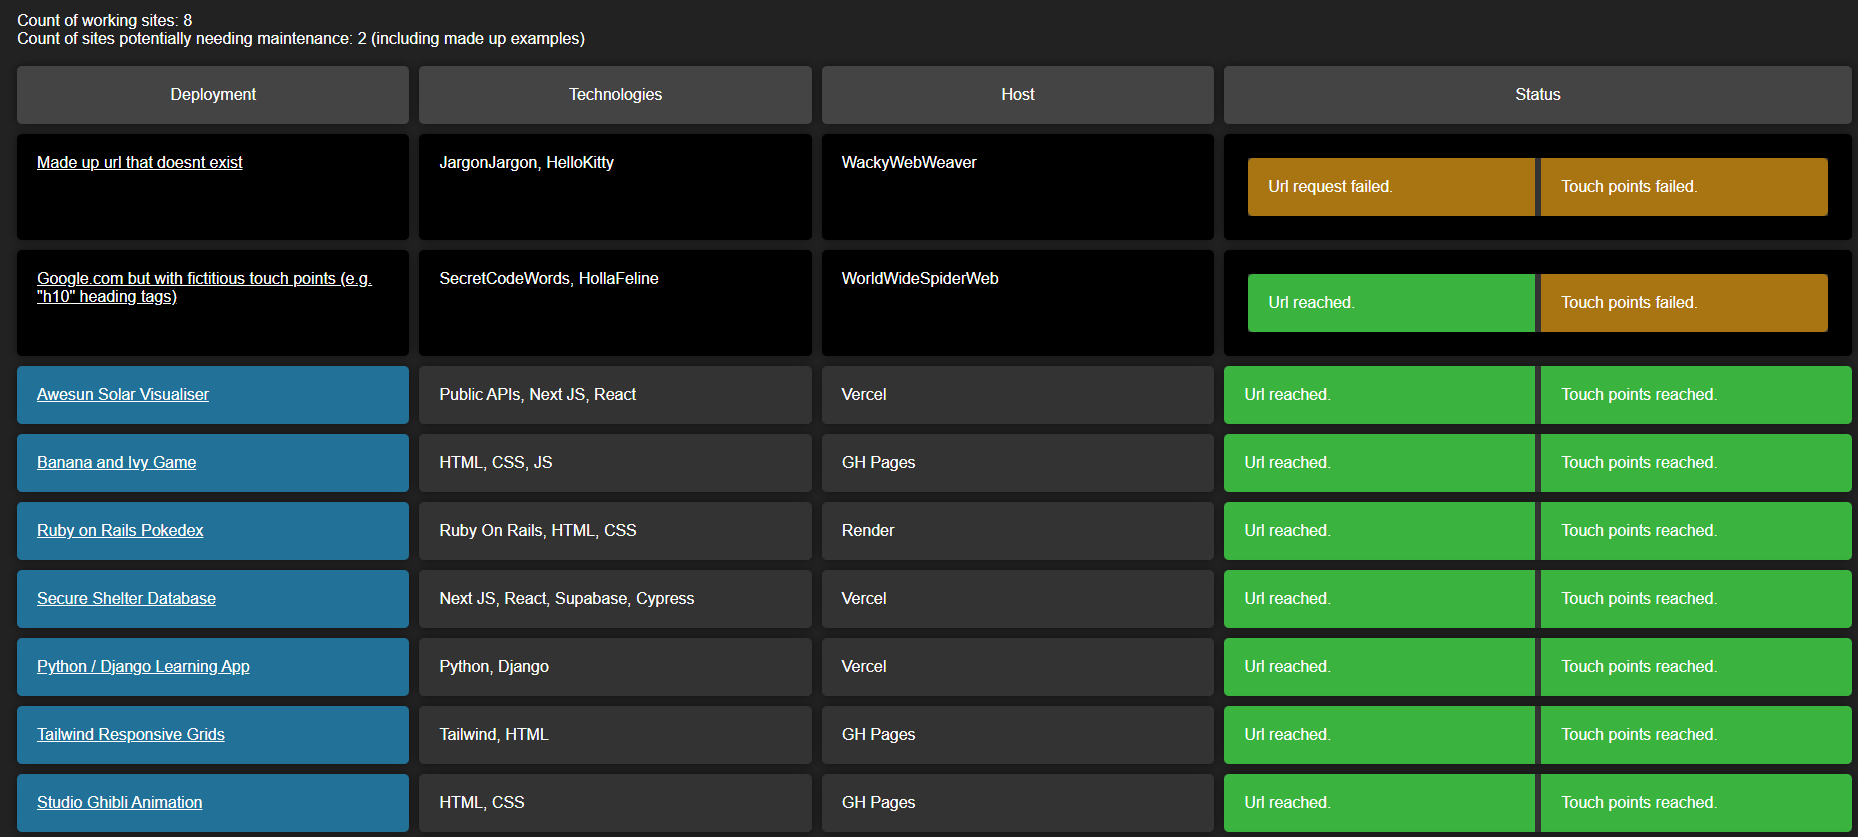 Count of working sites: 8
Count of sites potentially needing maintenance: 2 (including made up examples)
Deployment
Technologies
Host
Status
Made up url that doesnt exist
JargonJargon, HelloKitty
WackyWebWeaver
Url request failed.
Touch points failed.
Google.com but with fictitious touch points (e.g.
"h10" heading tags)
SecretCodeWords, HollaFeline
WorldWideSpiderWeb
Url reached.
Touch points failed.
Awesun Solar Visualiser
Public APIs, Next JS, React
Vercel
Url reached.
Touch points reached.
Banana and Ivy Game
HTML, CSS, JS
GH Pages
Url reached.
Touch points reached.
Ruby on Rails Pokedex
Ruby On Rails, HTML, CSS
Render
Url reached.
Touch points reached.
Secure Shelter Database
Next JS, React, Supabase, Cypress
Vercel
Url reached.
Touch points reached.
Python / Django Learning App
Python, Django
Vercel
Url reached.
Touch points reached.
Tailwind Responsive Grids
Tailwind, HTML
GH Pages
Url reached.
Touch points reached.
Studio Ghibli Animation
HTML, CSS
GH Pages
Url reached.
Touch points reached.